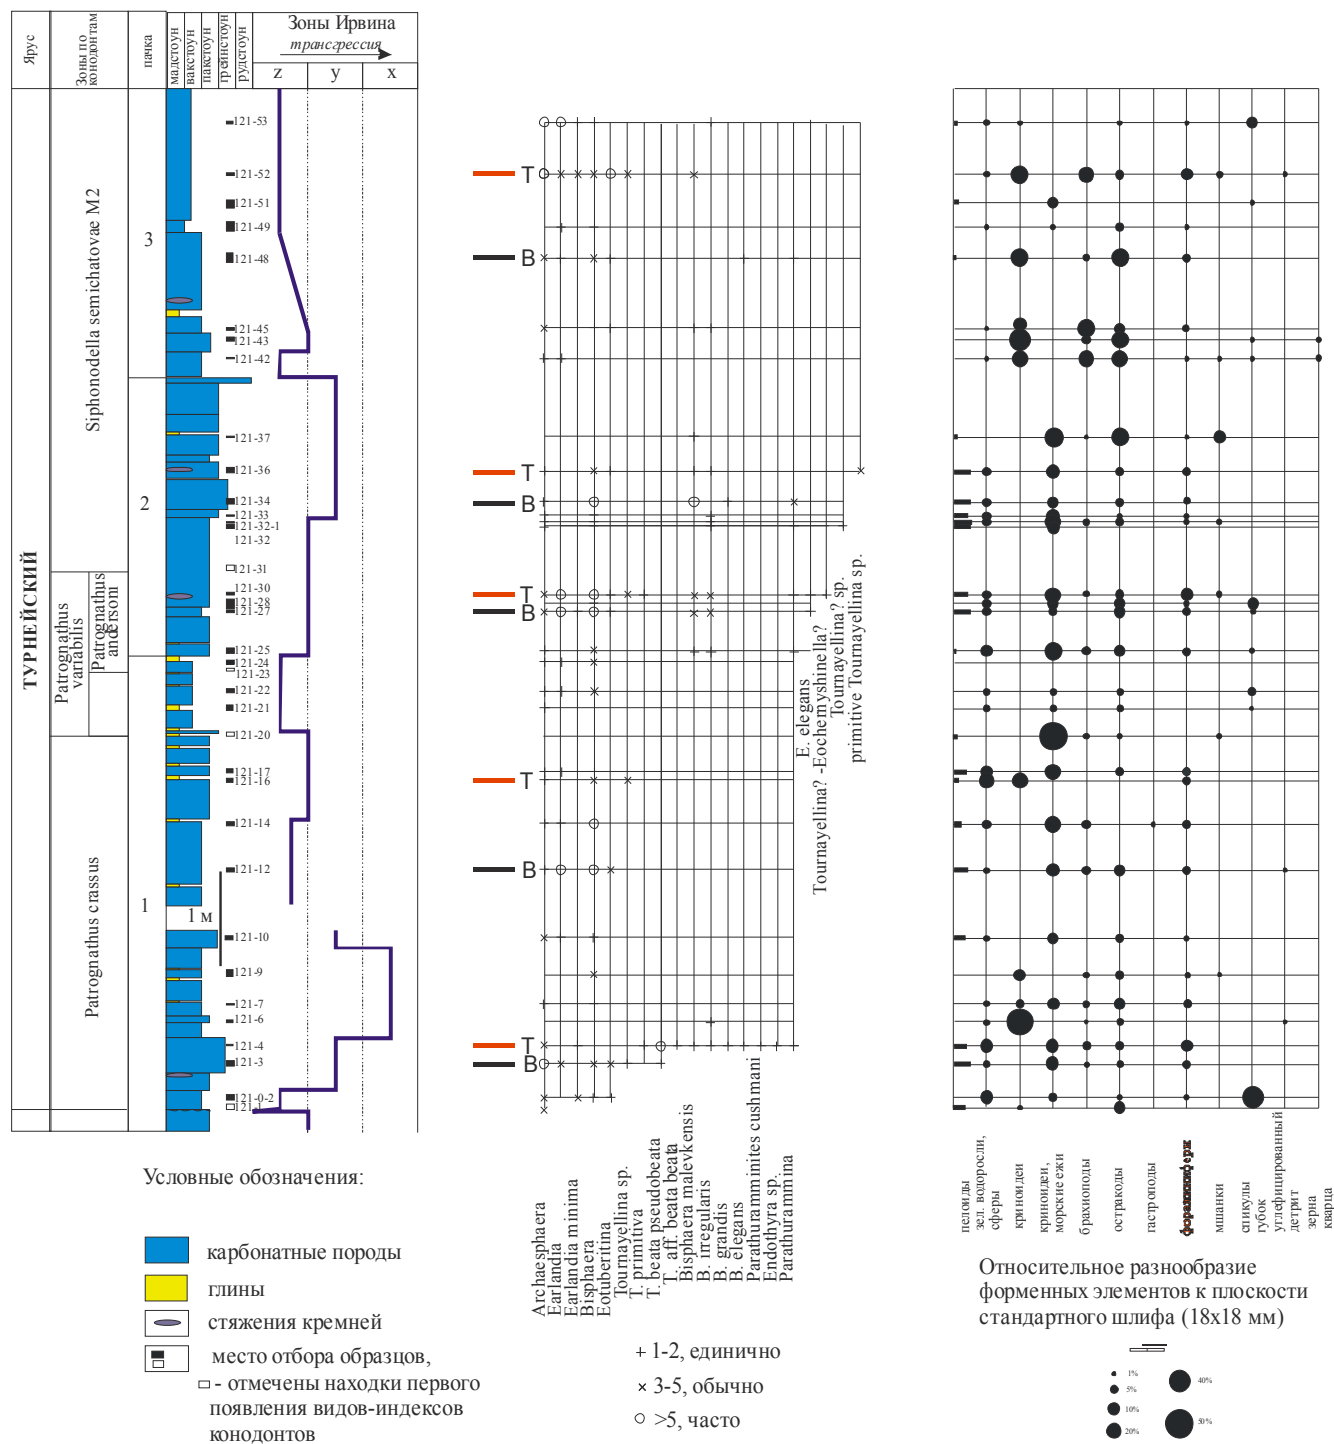 Ярус
Зоны по
конодонтам
пачка
мадстоун
вакстоун
пакстоун
грейнстоун
рудстоун
Зоны Ирвина
трансгрессия
z
y
x
ТУРНЕЙСКИЙ
Siphonodella semichatovae M2
Patrognathus
variabilis
Patrognathus
andersoni
Patrognathus crassus
3
2
1
1 м
121-53
121-52
121-51
121-49
121-48
121-45
121-43
121-42
121-37
121-36
121-34
121-33
121-32-1
121-32
121-31
121-30
121-28
121-27
121-25
121-24
121-23
121-22
121-21
121-20
121-17
121-16
121-14
121-12
121-10
121-9
121-7
121-6
121-4
121-3
121-0-2
121-1
T
B
T
B
T
B
T
B
T
B
E. elegans
Tournayellina? -Eochemyshinella?
Tournayellina? sp.
primitive Tournayellina sp.
Archaesphaera
Earlandia
Earlandia minima
Bisphaera
Eotuberitina
Tournayellina sp.
T. primitiva
T. beata pseudobeata
T. aff. beata beata
Bisphaera malevkensis
B. irregularis
B. grandis
B. elegans
Parathuramminites cushmani
Endothyra sp.
Parathurammina
пелоиды
зел. водоросли,
сферы
криноидеи
криноидеи,
морские ежи
брахиоподы
остракоды
гастроподы
фораминиферы
мшанки
спикулы
губок
углефицированный
детрит
зерна
кварца
Относительное разнообразие
форменных элементов к плоскости
стандартного шлифа (18x18 мм)
1%
5%
10%
20%
40%
50%
Условные обозначения:
карбонатные породы
глины
стяжения кремней
место отбора образцов,
- отмечены находки первого
появления видов-индексов
конодонтов
+ 1-2, единично
× 3-5, обычно
○ >5, часто